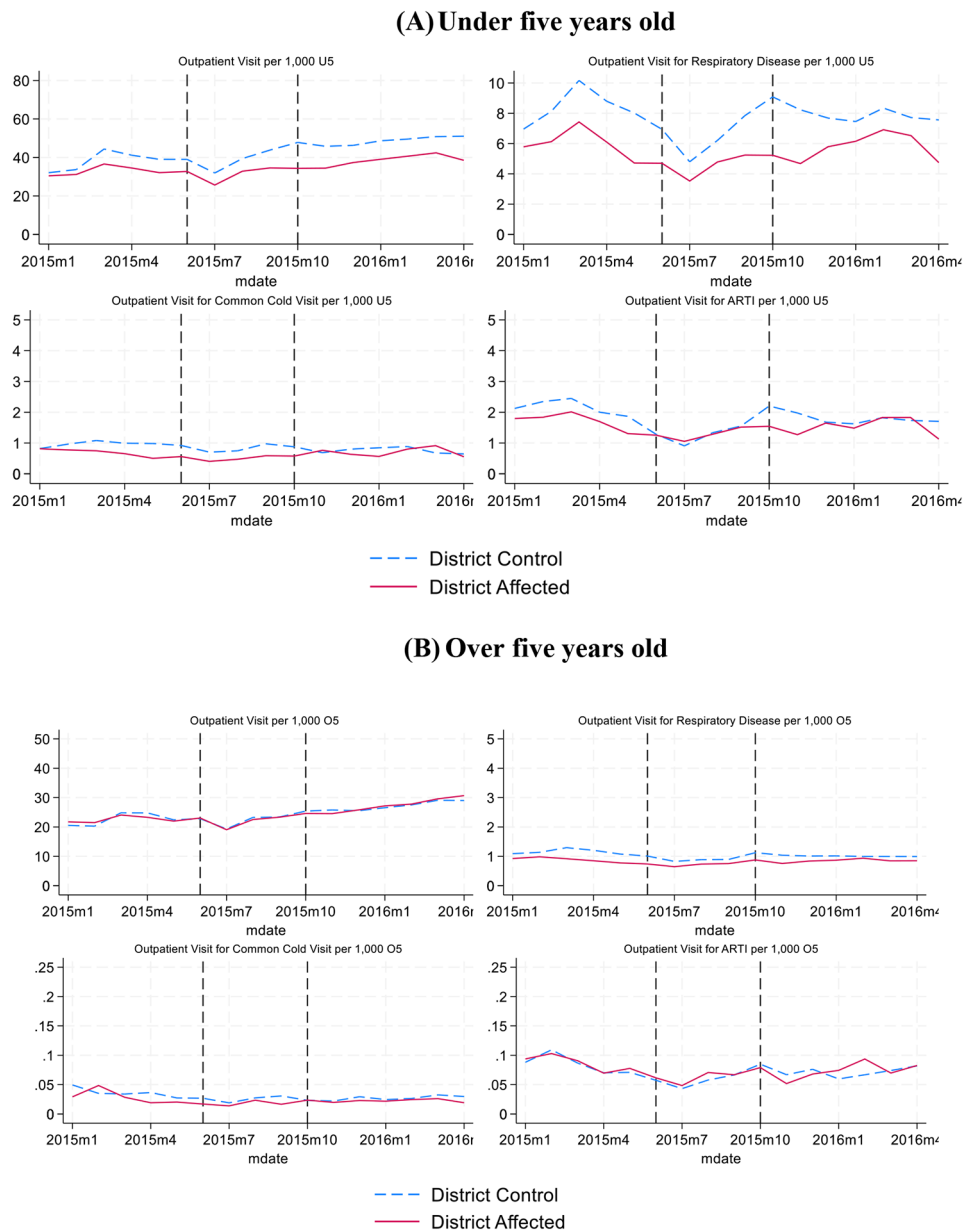 (A) Under five years old
Outpatient Visit per 1,000 U5
80
60
40
20
0
2015m1 2015m4 2015m7 2015m10 2016m1
mdate
Outpatient Visit for Respiratory Disease per 1,000 U5
10
8
6
4
2
0
2015m1 2015m4 2015m7 2015m10 2016m1 2016m4
mdate
Outpatient Visit for Common Cold Visit per 1,000 U5
5
4
3
2
1
0
2015m1 2015m4 2015m7 2015m10 2016m1
mdate
Outpatient Visit for ARTI per 1,000 U5
5
4
3
2
1
0
2015m1 2015m4 2015m7 2015m10 2016m1 2016m4
mdate
District Control
District Affected
(B) Over five years old
Outpatient Visit per 1,000 O5
50
40
30
20
10
0
2015m1 2015m4 2015m7 2015m10 2016m1
mdate
Outpatient Visit for Respiratory Disease per 1,000 O5
5
4
3
2
1
0
2015m1 2015m4 2015m7 2015m10 2016m1 2016m4
mdate
Outpatient Visit for Common Cold Visit per 1,000 O5
.25
.2
.15
.1
.05
0
2015m1 2015m4 2015m7 2015m10 2016m1
mdate
Outpatient Visit for ARTI per 1,000 O5
.25
.2
.15
.1
.05
0
2015m1 2015m4 2015m7 2015m10 2016m1 2016m4
mdate
District Control
District Affected